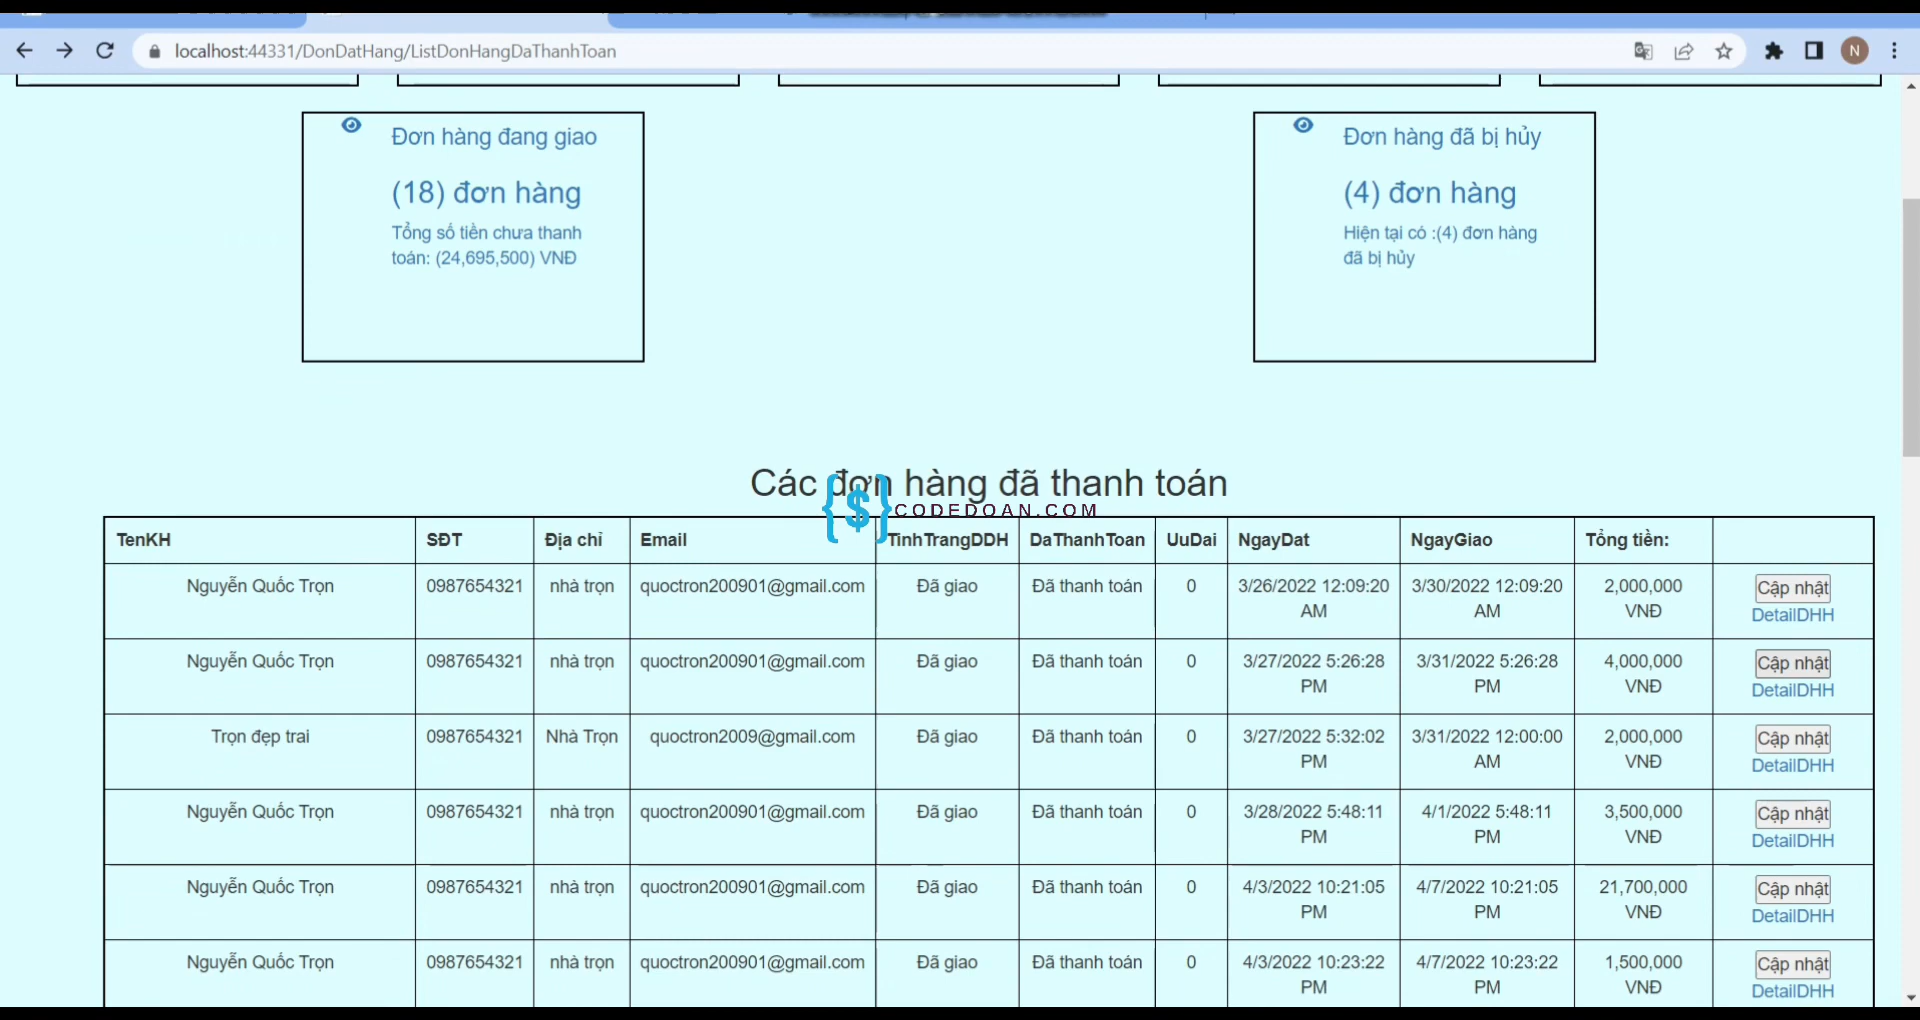 localhost:44331/DonDatHang/ListDonHangDaThanhToan
N
Đơn hàng đang giao
(18) đơn hàng
Tổng số tiền chưa thanh
toán: (24,695,500) VNĐ
Đơn hàng đã bị hủy
(4) đơn hàng
Hiện tại có :(4) đơn hàng
đã bị hủy
Các đơn hàng đã thanh toán
{$} CODEDOAN.COM
TenKH SĐT Địa chỉ Email TinhTrangDDH DaThanhToan UuDai NgayDat NgayGiao Tổng tiền:
Nguyễn Quốc Trọn 0987654321 nhà trọn quoctron200901@gmail.com Đã giao Đã thanh toán 0 3/26/2022 12:09:20 3/30/2022 12:09:20 2,000,000 Cập nhật
AM AM VNĐ DetailDHH
Nguyễn Quốc Trọn 0987654321 nhà trọn quoctron200901@gmail.com Đã giao Đã thanh toán 0 3/27/2022 5:26:28 3/31/2022 5:26:28 4,000,000 Cập nhật
PM PM VNĐ DetailDHH
Trọn đẹp trai 0987654321 Nhà Trọn quoctron2009@gmail.com Đã giao Đã thanh toán 0 3/27/2022 5:32:02 3/31/2022 12:00:00 2,000,000 Cập nhật
PM AM VNĐ DetailDHH
Nguyễn Quốc Trọn 0987654321 nhà trọn quoctron200901@gmail.com Đã giao Đã thanh toán 0 3/28/2022 5:48:11 4/1/2022 5:48:11 3,500,000 Cập nhật
PM PM VNĐ DetailDHH
Nguyễn Quốc Trọn 0987654321 nhà trọn quoctron200901@gmail.com Đã giao Đã thanh toán 0 4/3/2022 10:21:05 4/7/2022 10:21:05 21,700,000 Cập nhật
PM PM VNĐ DetailDHH
Nguyễn Quốc Trọn 0987654321 nhà trọn quoctron200901@gmail.com Đã giao Đã thanh toán 0 4/3/2022 10:23:22 4/7/2022 10:23:22 1,500,000 Cập nhật
PM PM VNĐ DetailDHH